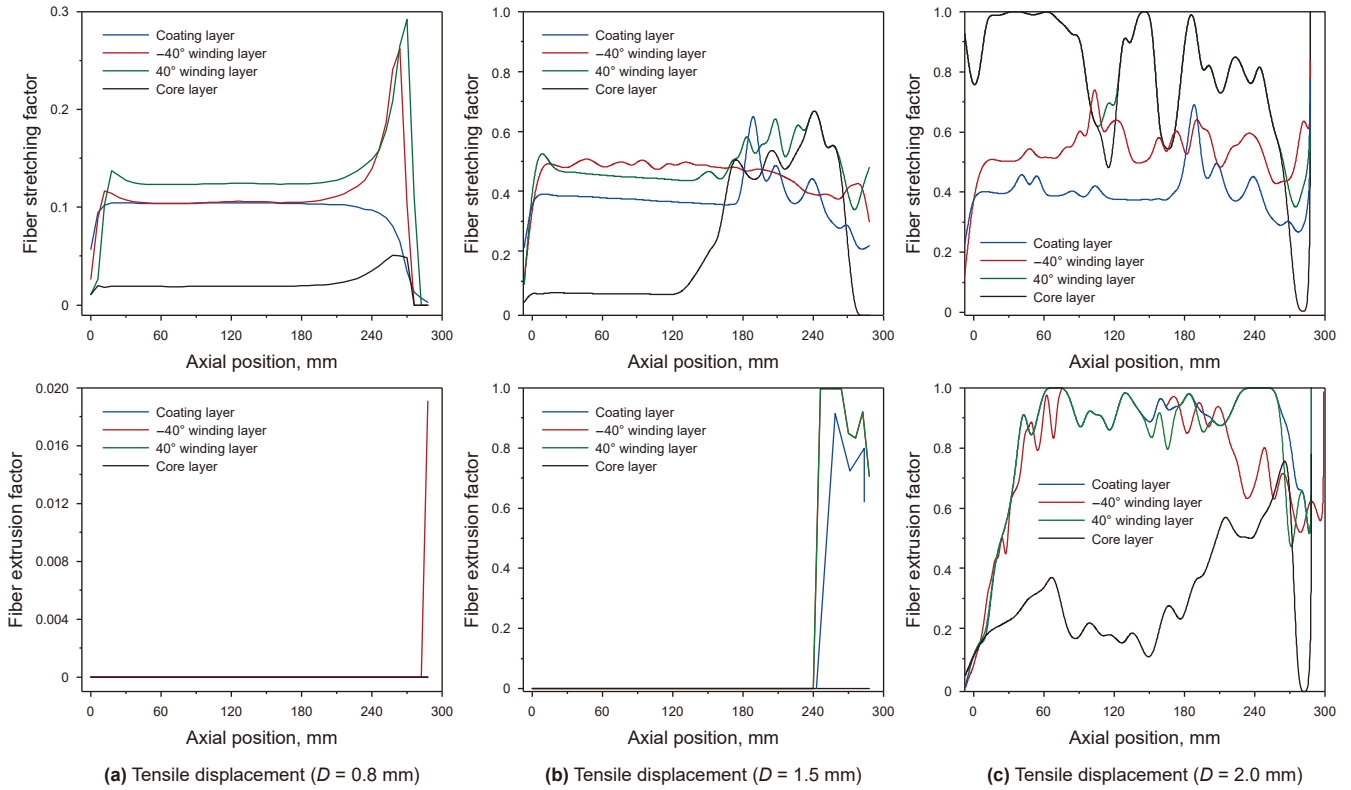 Fiber stretching factor
0.3
0.2
0.1
0
Coating layer
–40° winding layer
40° winding layer
Core layer
0 60 120 180 240 300
Axial position, mm
Fiber stretching factor
1.0
0.8
0.6
0.4
0.2
0
Coating layer
–40° winding layer
40° winding layer
Core layer
0 60 120 180 240 300
Axial position, mm
Fiber stretching factor
1.0
0.8
0.6
0.4
0.2
0
Coating layer
–40° winding layer
40° winding layer
Core layer
0 60 120 180 240 300
Axial position, mm
Fiber extrusion factor
0.020
0.016
0.012
0.008
0.004
0
Coating layer
–40° winding layer
40° winding layer
Core layer
0 60 120 180 240 300
Axial position, mm
(a) Tensile displacement (D = 0.8 mm)
Fiber extrusion factor
1.0
0.8
0.6
0.4
0.2
0
Coating layer
–40° winding layer
40° winding layer
Core layer
0 60 120 180 240 300
Axial position, mm
(b) Tensile displacement (D = 1.5 mm)
Fiber extrusion factor
1.0
0.8
0.6
0.4
0.2
0
Coating layer
–40° winding layer
40° winding layer
Core layer
0 60 120 180 240 300
Axial position, mm
(c) Tensile displacement (D = 2.0 mm)